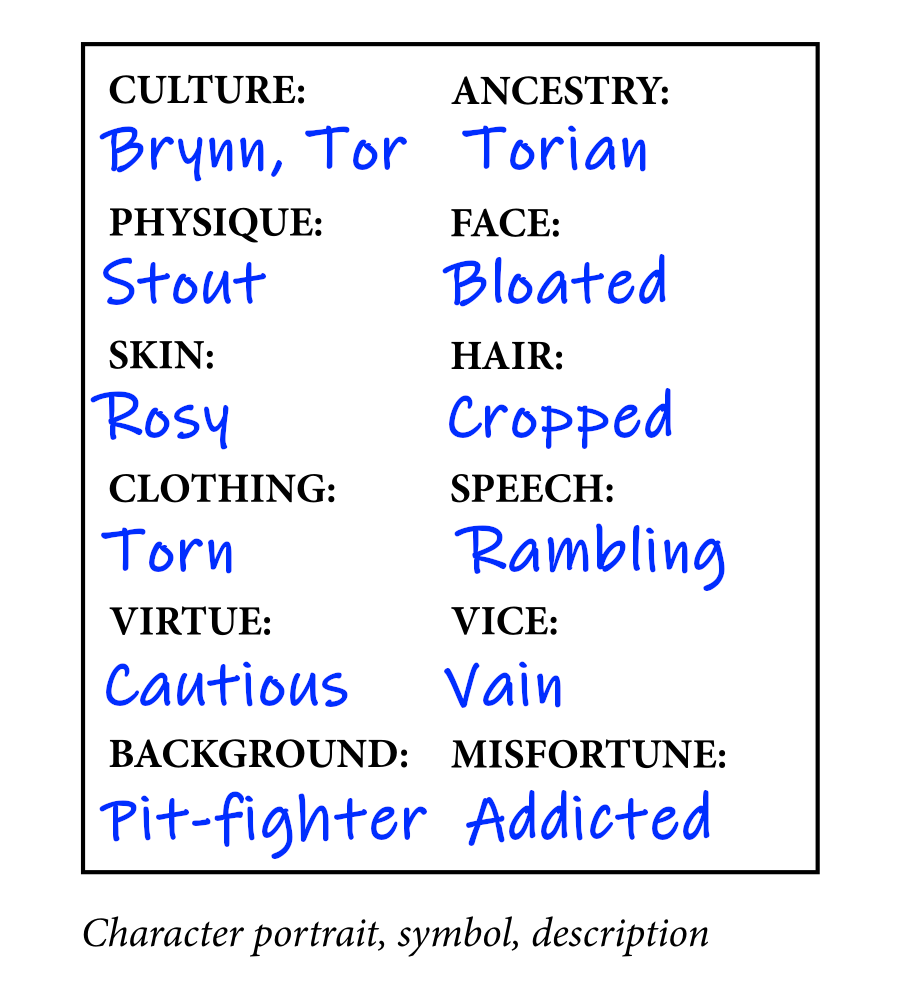 CULTURE: ANCESTRY:
Brynn, Tor Torian
PHYSIQUE: FACE:
Stout Bloated
SKIN: HAIR:
Rosy Cropped
CLOTHING: SPEECH:
Torn Rambling
VIRTUE: VICE:
Cautious Vain
BACKGROUND: MISFORTUNE:
Pit-fighter Addicted
Character portrait, symbol, description